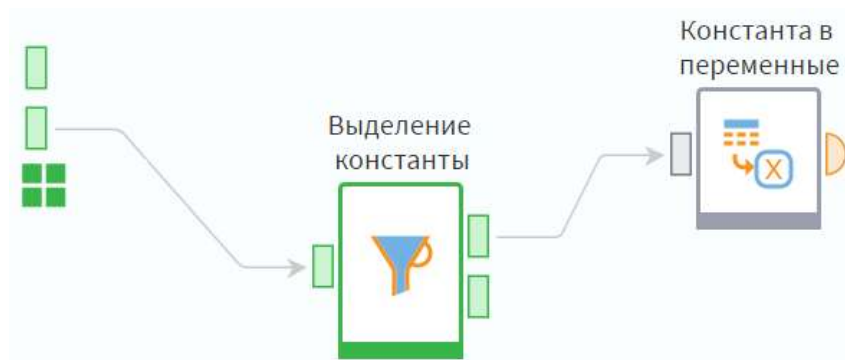 Константа в
переменные
Выделение
константы